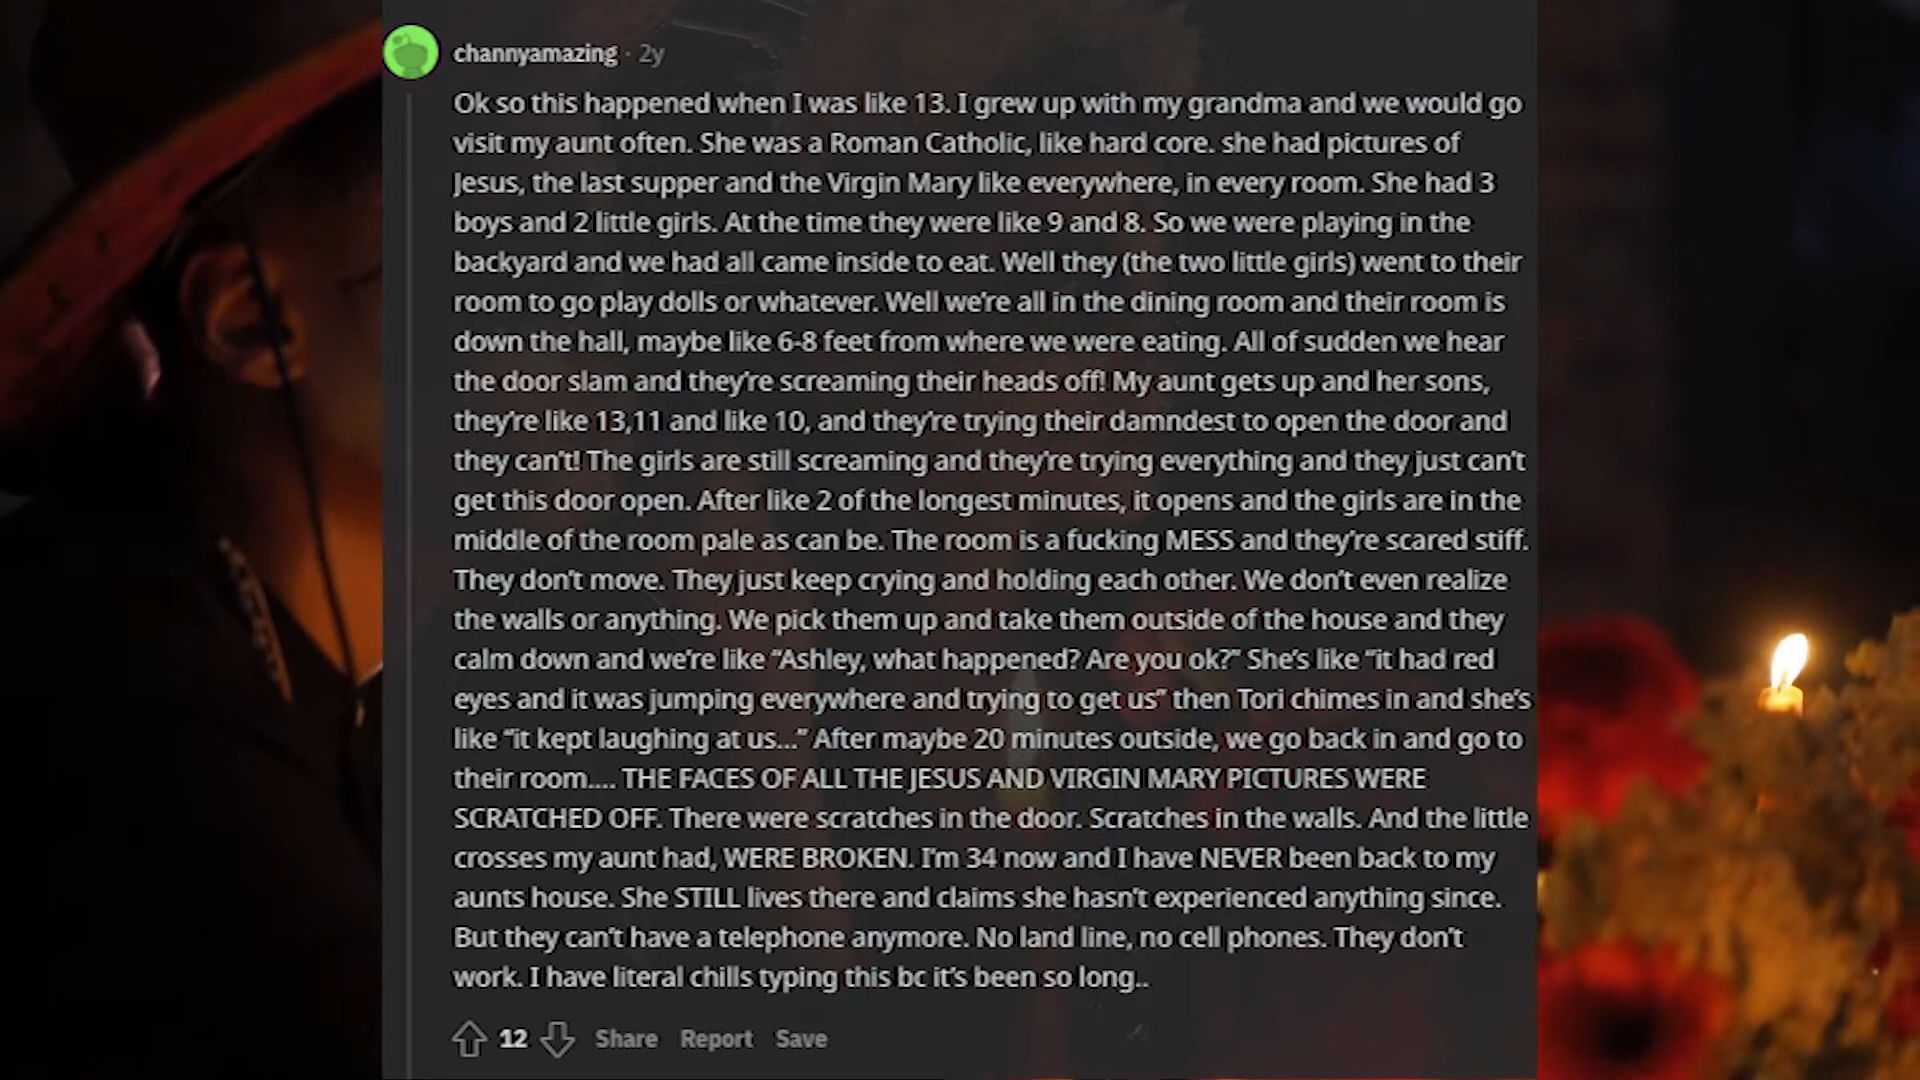 channyamazing · 2y
Ok so this happened when I was like 13. I grew up with my grandma and we would go
visit my aunt often. She was a Roman Catholic, like hard core. she had pictures of
Jesus, the last supper and the Virgin Mary like everywhere, in every room. She had 3
boys and 2 little girls. At the time they were like 9 and 8. So we were playing in the
backyard and we had all came inside to eat. Well they (the two little girls) went to their
room to go play dolls or whatever. Well we're all in the dining room and their room is
down the hall, maybe like 6-8 feet from where we were eating. All of sudden we hear
the door slam and they're screaming their heads off! My aunt gets up and her sons,
they're like 13,11 and like 10, and they're trying their damndest to open the door and
they can't! The girls are still screaming and they're trying everything and they just can't
get this door open. After like 2 of the longest minutes, it opens and the girls are in the
middle of the room pale as can be. The room is a fucking MESS and they're scared stiff.
They don't move. They just keep crying and holding each other. We don't even realize
the walls or anything. We pick them up and take them outside of the house and they
calm down and we're like “Ashley, what happened? Are you ok?” She's like “it had red
eyes and it was jumping everywhere and trying to get us” then Tori chimes in and she's
like “it kept laughing at us...” After maybe 20 minutes outside, we go back in and go to
their room.... THE FACES OF ALL THE JESUS AND VIRGIN MARY PICTURES WERE
SCRATCHED OFF. There were scratches in the door. Scratches in the walls. And the little
crosses my aunt had, WERE BROKEN. I'm 34 now and I have NEVER been back to my
aunts house. She STILL lives there and claims she hasn't experienced anything since.
But they can't have a telephone anymore. No land line, no cell phones. They don't
work. I have literal chills typing this bc it's been so long..
12 Share Report Save